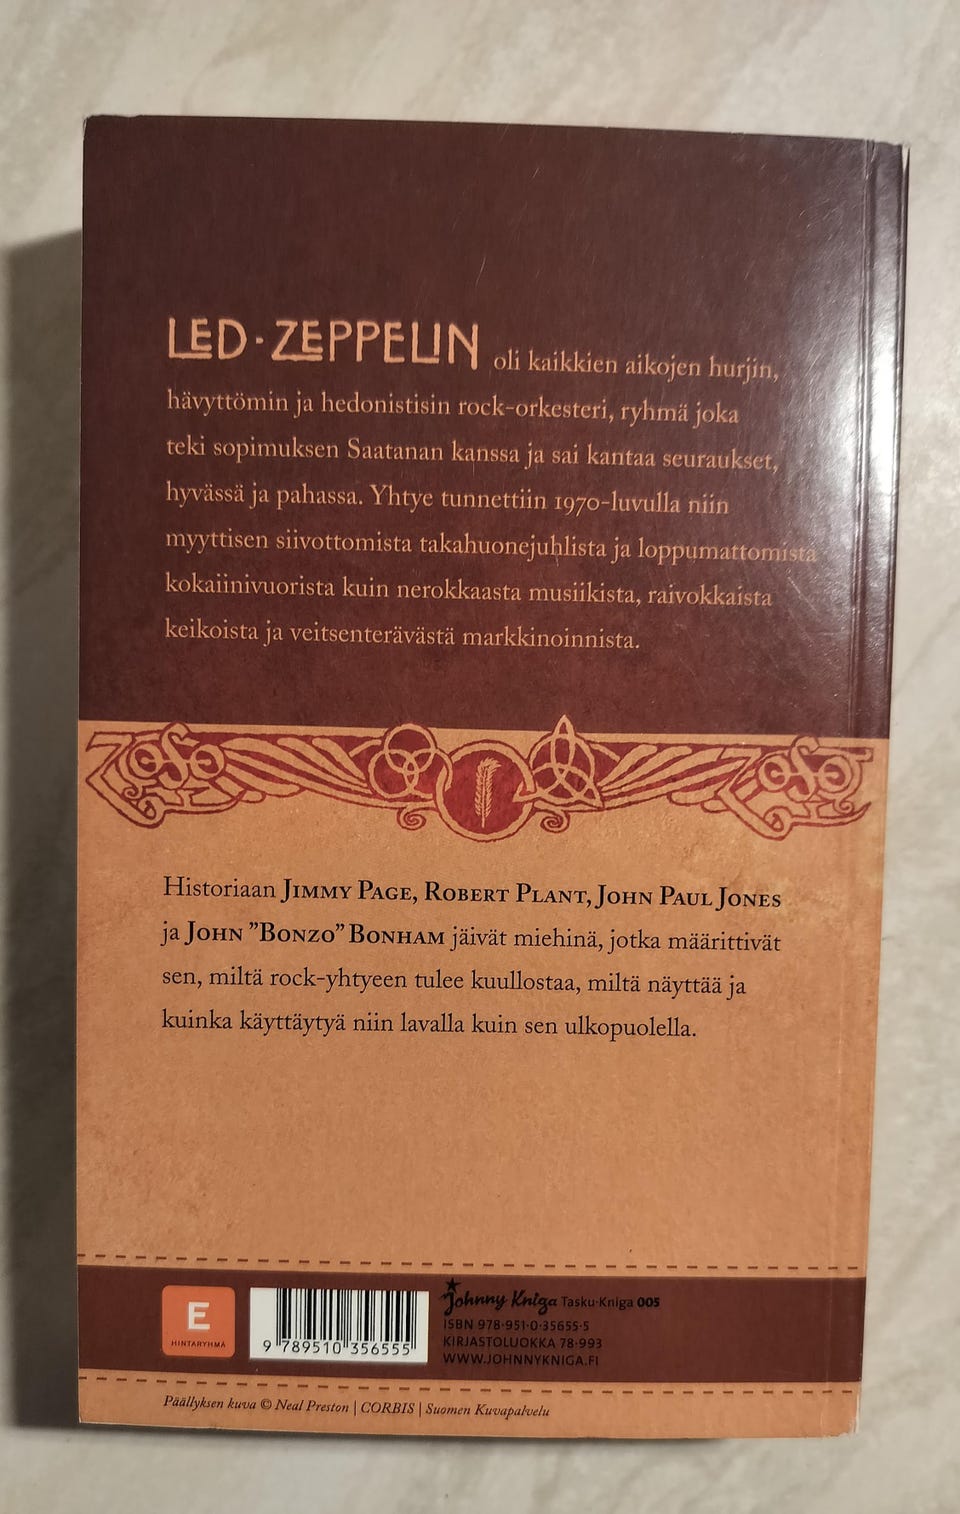 LED·ZEPPELIN oli kaikkien aikojen hurjin,
hävyttömin ja hedonistisin rock-orkesteri, ryhmä joka
teki sopimuksen Saatanan kanssa ja sai kantaa seuraukset,
hyvässä ja pahassa. Yhtye tunnettiin 1970-luvulla niin
myyttisen siivottomista takahuonejuhlista ja loppumattomista
kokaiinivuorista kuin nerokkaasta musiikista, raivokkaista
keikoista ja veitsenterävästä markkinoinnista.
ZOSO ZOSO
Historiaan JIMMY PAGE, ROBERT PLANT, JOHN PAUL JONES
ja JOHN ”BONZO” BONHAM jäivät miehinä, jotka määrittivät
sen, miltä rock-yhtyeen tulee kuullostaa, miltä näyttää ja
kuinka käyttäytyä niin lavalla kuin sen ulkopuolella.
E
HINTARYHMÄ
9 789510 356555
Johnny Kniga Tasku·Kniga 005
ISBN 978-951-0-35655-5
KIRJASTOLUOKKA 78·993
WWW.JOHNNYKNIGA.FI
Päällyksen kuva © Neal Preston | CORBIS | Suomen Kuvapalvelu